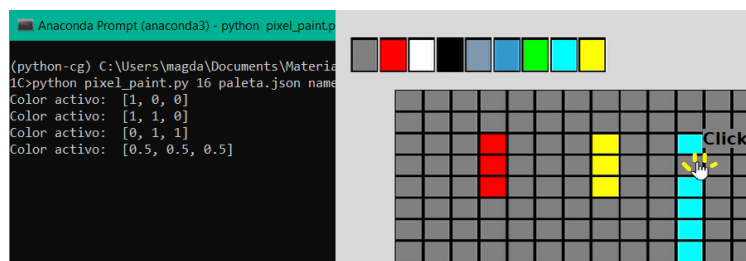 Anaconda Prompt (anaconda3) - python pixel_paint.p
(python-cg) C:\Users\magda\Documents\Materia
1C>python pixel_paint.py 16 paleta.json name
Color activo: [1, 0, 0]
Color activo: [1, 1, 0]
Color activo: [0, 1, 1]
Color activo: [0.5, 0.5, 0.5]
Click